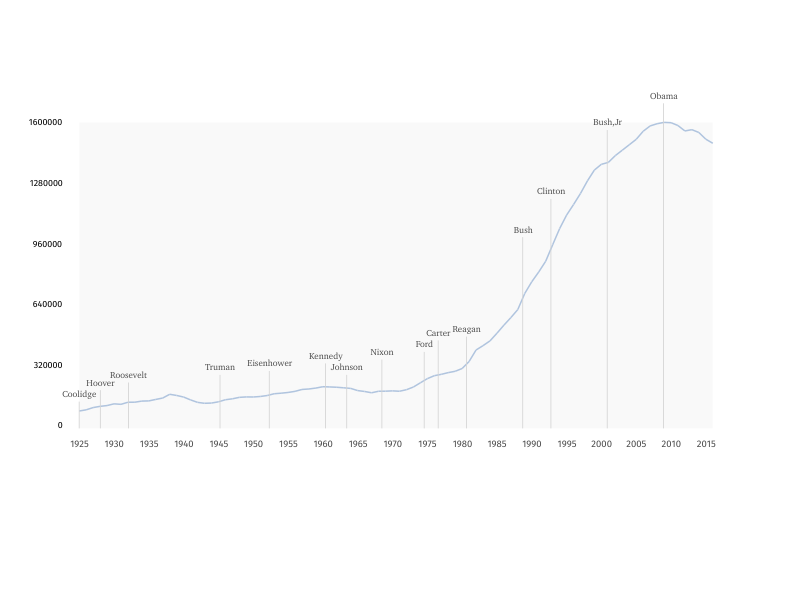 Obama
1600000
Bush,Jr
1280000
Clinton
Bush
960000
640000
Carter
Reagan
Ford
Nixon
Kennedy
Eisenhower
Johnson
320000
Truman
Roosevelt
Hoover
Coolidge
0
1925 1930 1935 1940 1945 1950 1955 1960 1965 1970 1975 1980 1985 1990 1995 2000 2005 2010 2015